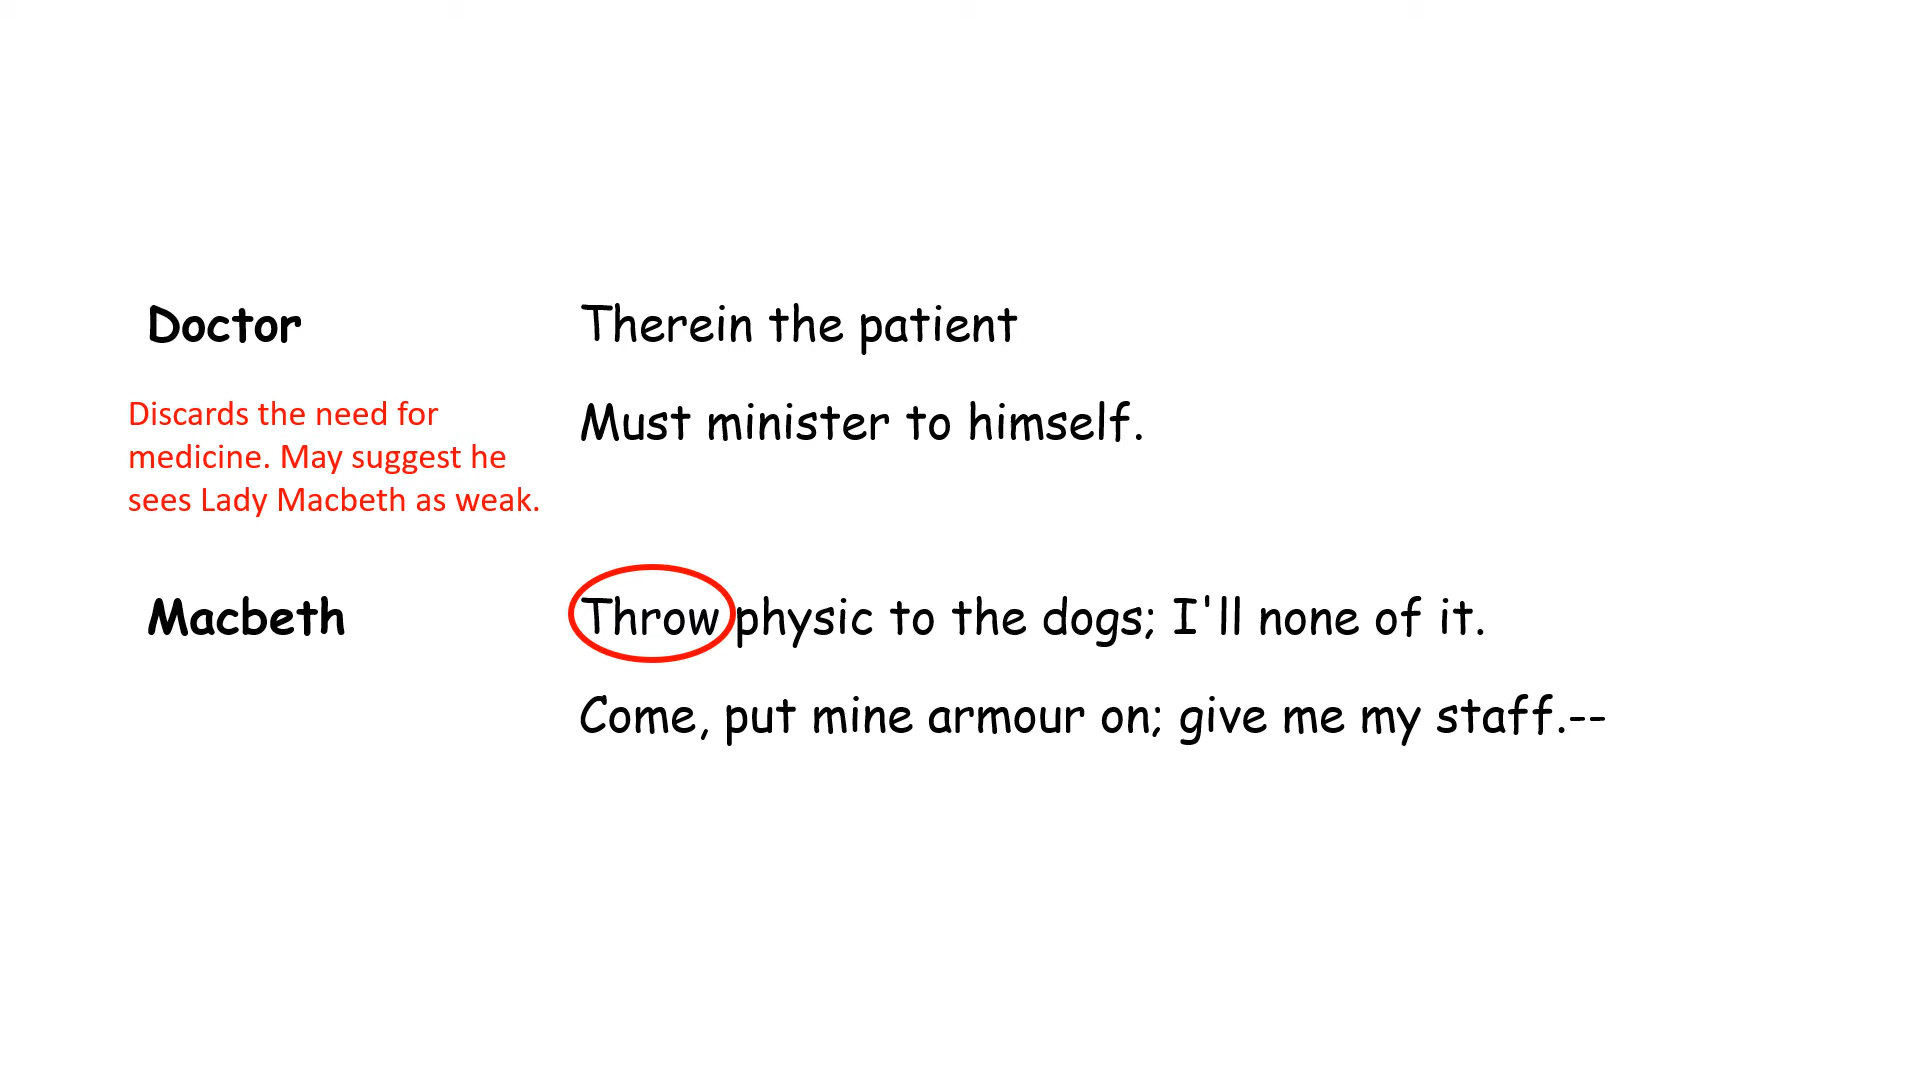 Doctor Therein the patient
Must minister to himself.
Discards the need for
medicine. May suggest he
sees Lady Macbeth as weak.
Macbeth Throw physic to the dogs; I'll none of it.
Come, put mine armour on; give me my staff.--